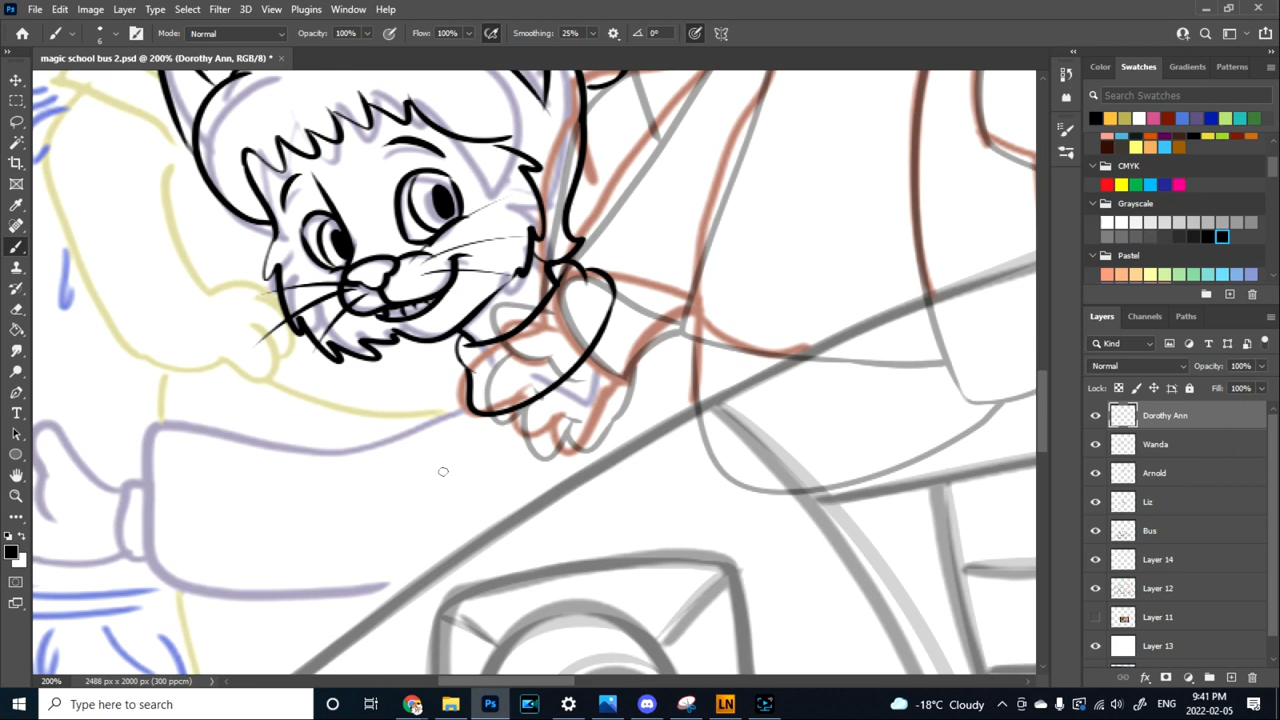 File Edit Image Layer Type Select Filter 3D View Plugins Window Help
6 Mode: Normal Opacity: 100% Flow: 100% Smoothing: 25% 0°
magic school bus 2.psd @ 200% (Dorothy Ann, RGB/8) *
Color Swatches Gradients Patterns
Search Swatches
CMYK
Grayscale
Pastel
Layers Channels Paths
Kind
Normal Opacity: 100%
Lock: Fill: 100%
Dorothy Ann
Wanda
Arnold
Liz
Bus
Layer 14
Layer 12
Layer 11
Layer 13
200% 2488 px x 2000 px (300 ppcm)
Type here to search
-18°C Cloudy ENG 9:41 PM
2022-02-05